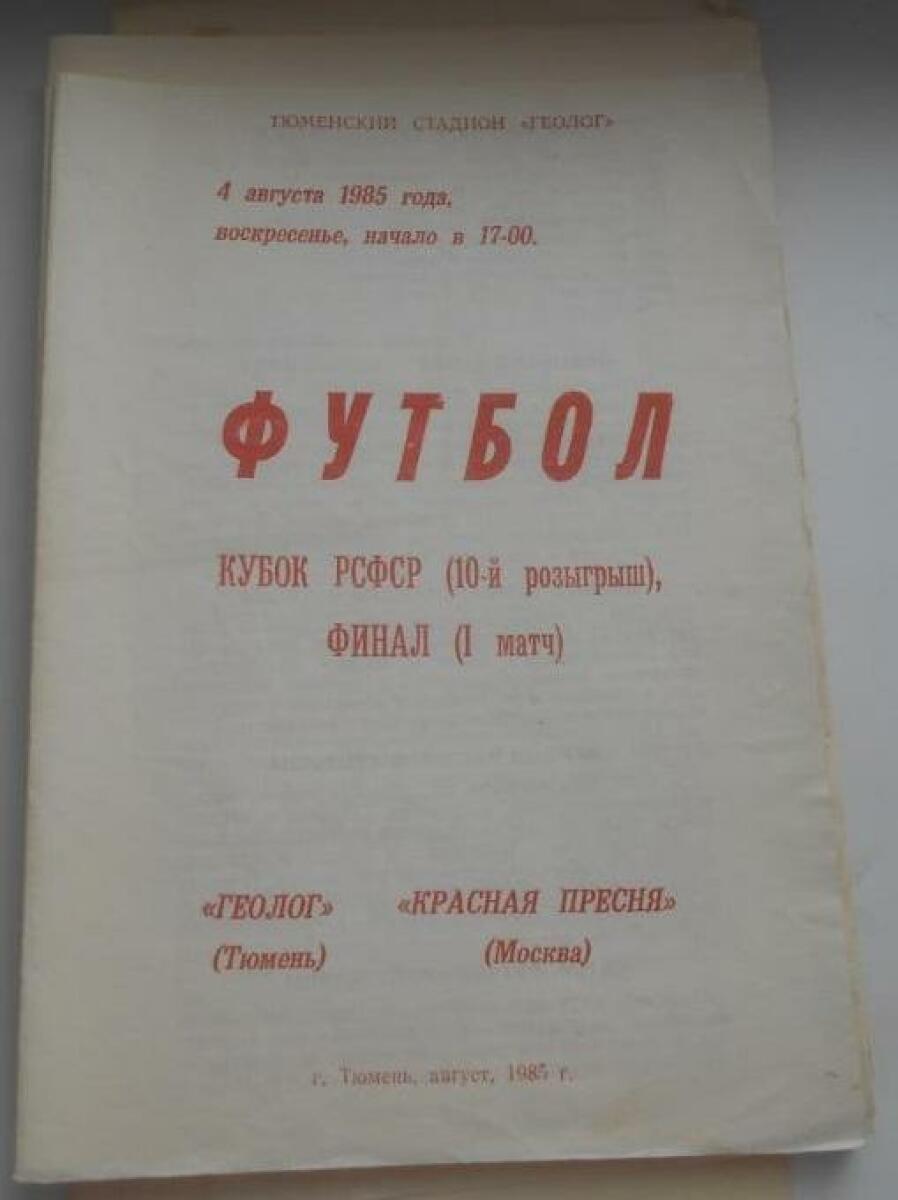 ТЮМЕНСКИЙ СТАДИОН «ГЕОЛОГ»
4 августа 1985 года,
воскресенье, начало в 17-00.
ФУТБОЛ
КУБОК РСФСР (10-й розыгрыш),
ФИНАЛ (I матч)
«ГЕОЛОГ» «КРАСНАЯ ПРЕСНЯ»
(Тюмень) (Москва)
г. Тюмень, август, 1985 г.